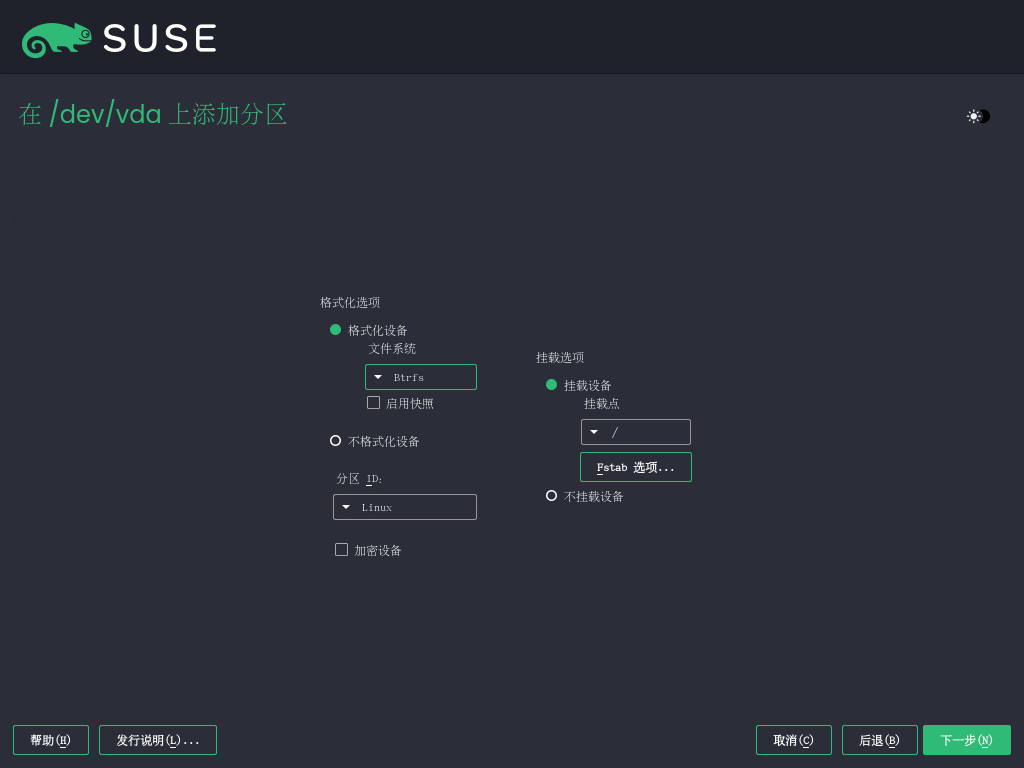 SUSE
在 /dev/vda 上添加分区
格式化选项
格式化设备
文件系统
Btrfs
启用快照
不格式化设备
分区 ID:
Linux
加密设备
挂载选项
挂载设备
挂载点
/
Fstab 选项...
不挂载设备
帮助(H)
发行说明(L)...
取消(C)
后退(B)
下一步(N)